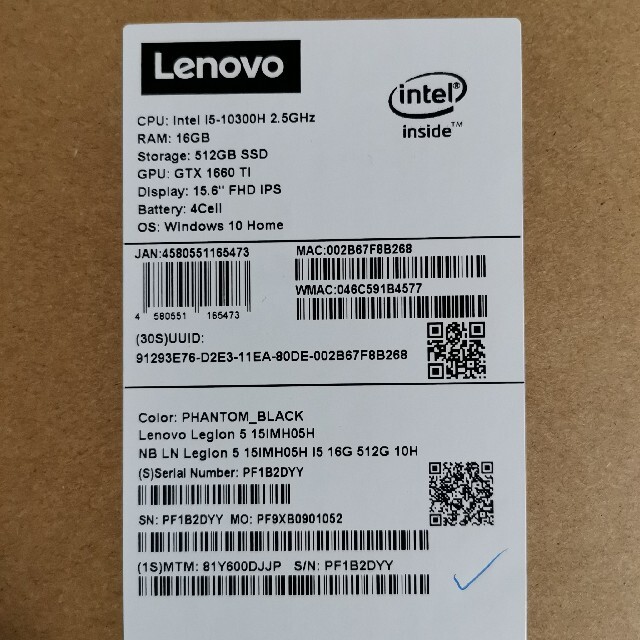 Lenovo
intel®
inside™
CPU: Intel I5-10300H 2.5GHz
RAM: 16GB
Storage: 512GB SSD
GPU: GTX 1660 TI
Display: 15.6" FHD IPS
Battery: 4Cell
OS: Windows 10 Home
JAN:4580551165473
4 580551 165473
MAC:002B67F8B268
WMAC:046C591B4577
(30S)UUID:
91293E76-D2E3-11EA-80DE-002B67F8B268
Color: PHANTOM_BLACK
Lenovo Legion 5 15IMH05H
NB LN Legion 5 15IMH05H I5 16G 512G 10H
(S)Serial Number: PF1B2DYY
SN: PF1B2DYY MO: PF9XB0901052
(1S)MTM: 81Y600DJJP S/N: PF1B2DYY